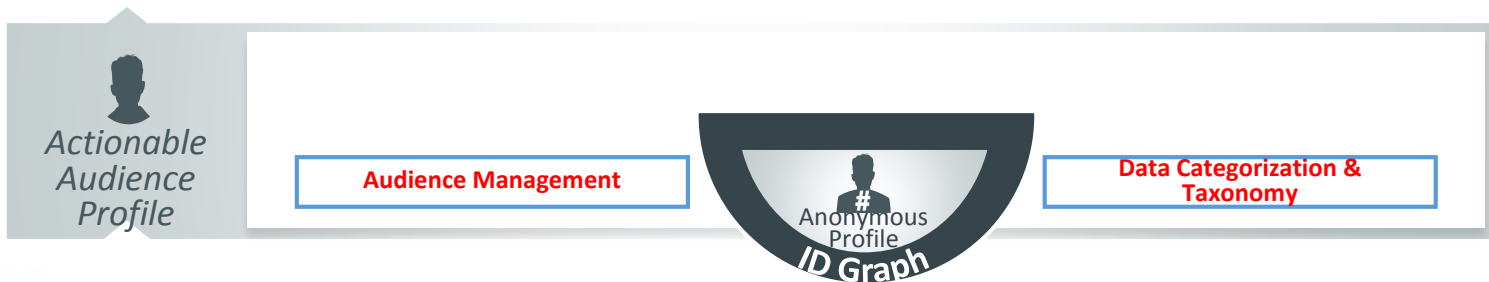 Actionable
Audience
Profile
Audience Management
#
Anonymous
Profile
ID Graph
Data Categorization &
Taxonomy